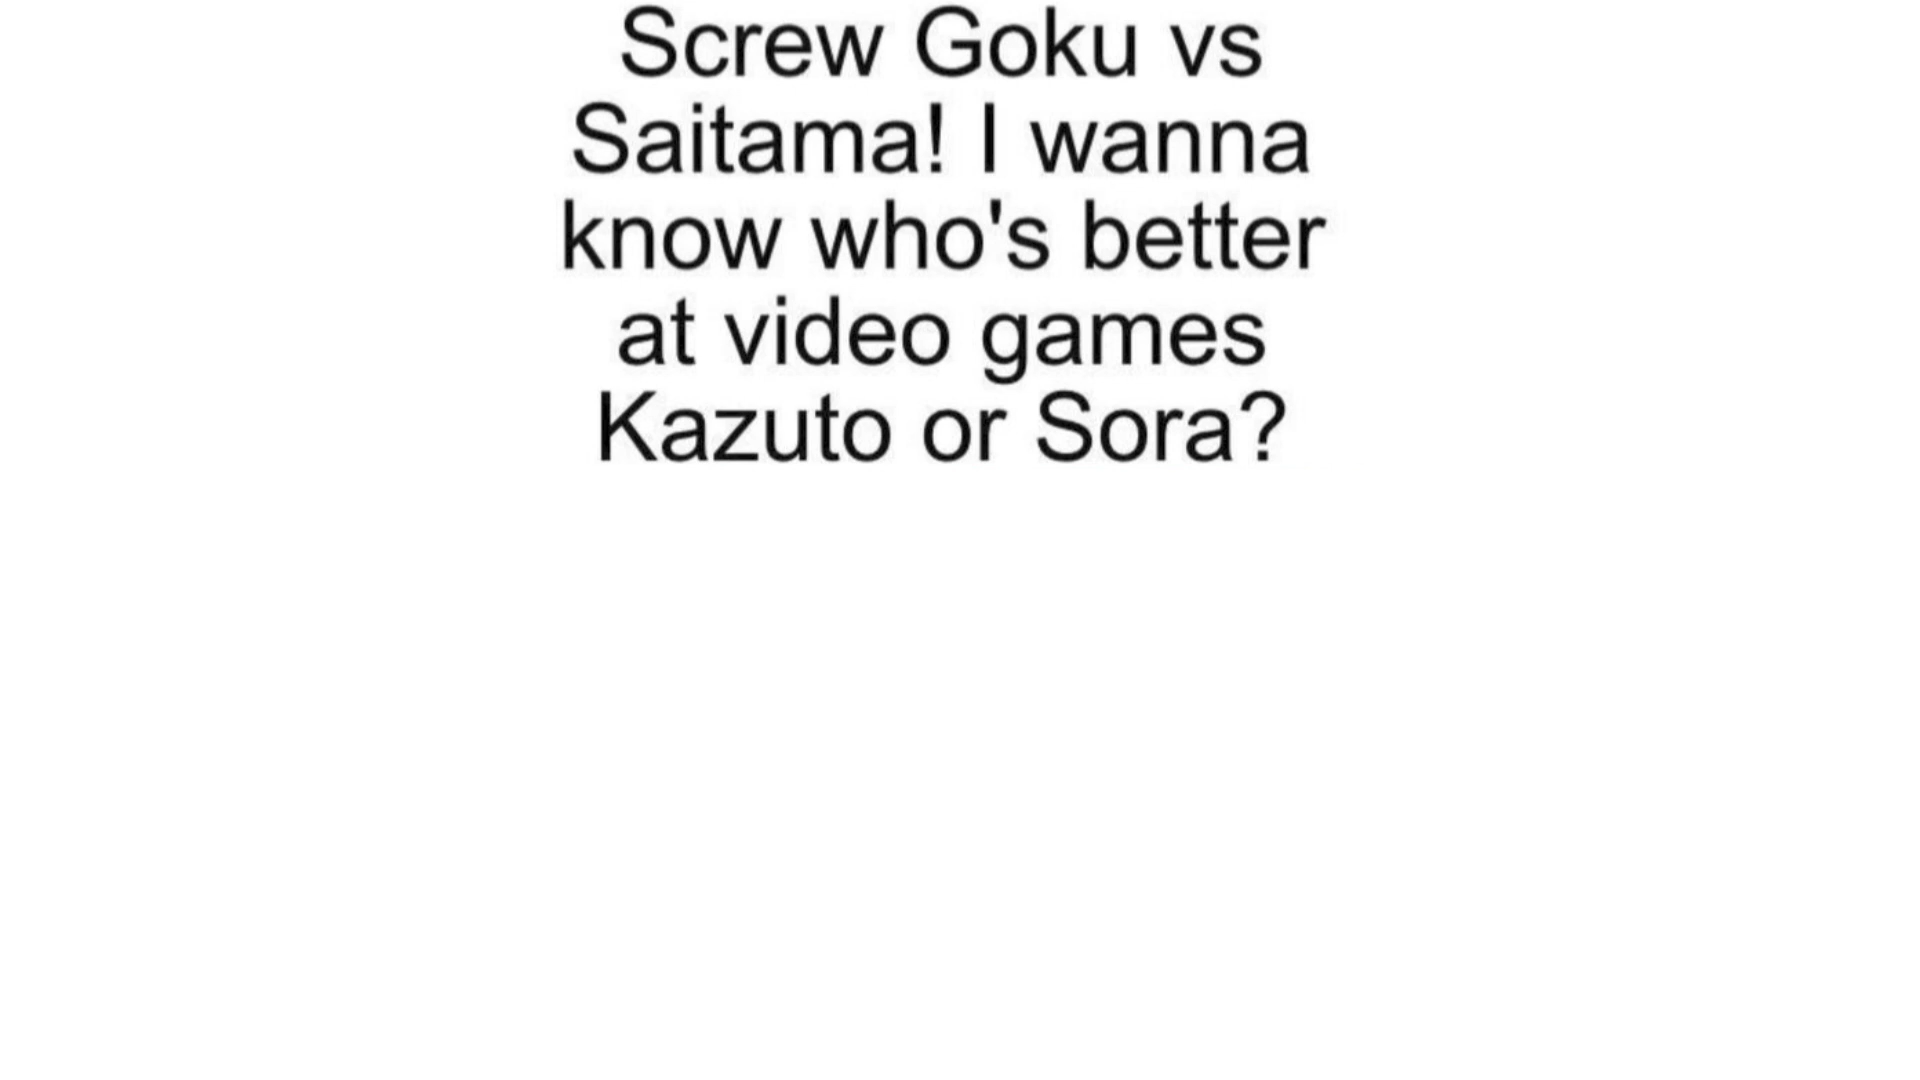 Screw Goku vs
Saitama! I wanna
know who's better
at video games
Kazuto or Sora?